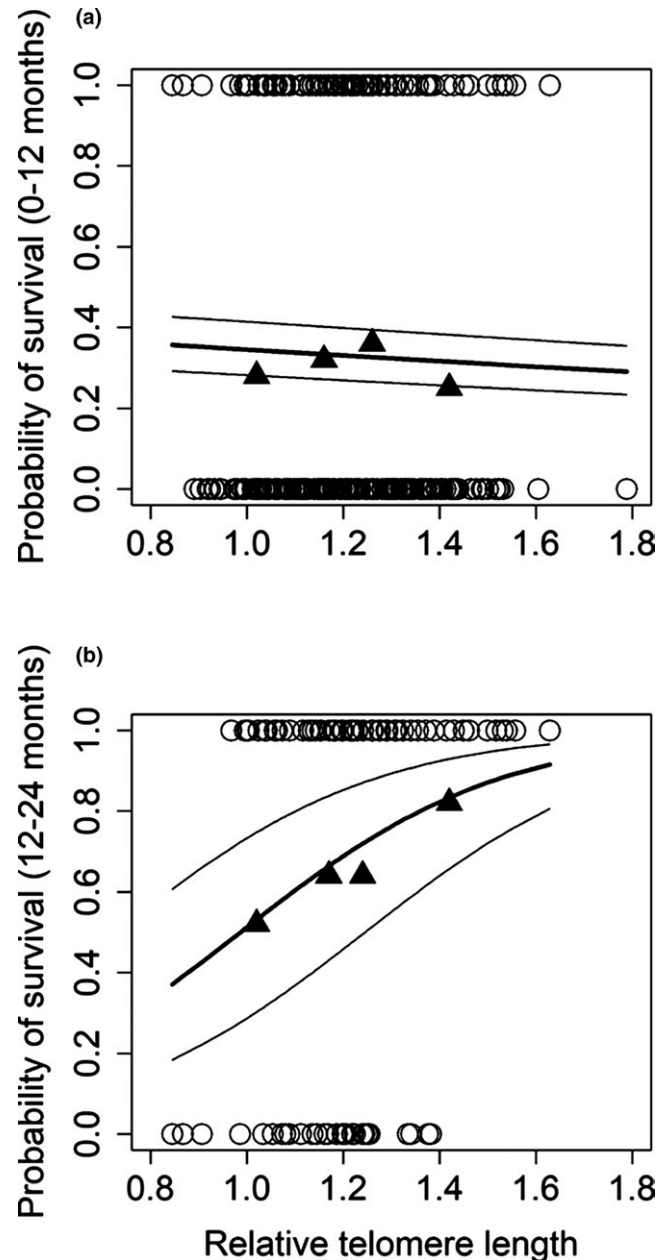 (a)
Probability of survival (0-12 months)
1.0
0.8
0.6
0.4
0.2
0.0
0.8 1.0 1.2 1.4 1.6 1.8
(b)
Probability of survival (12-24 months)
1.0
0.8
0.6
0.4
0.2
0.0
0.8 1.0 1.2 1.4 1.6 1.8
Relative telomere length